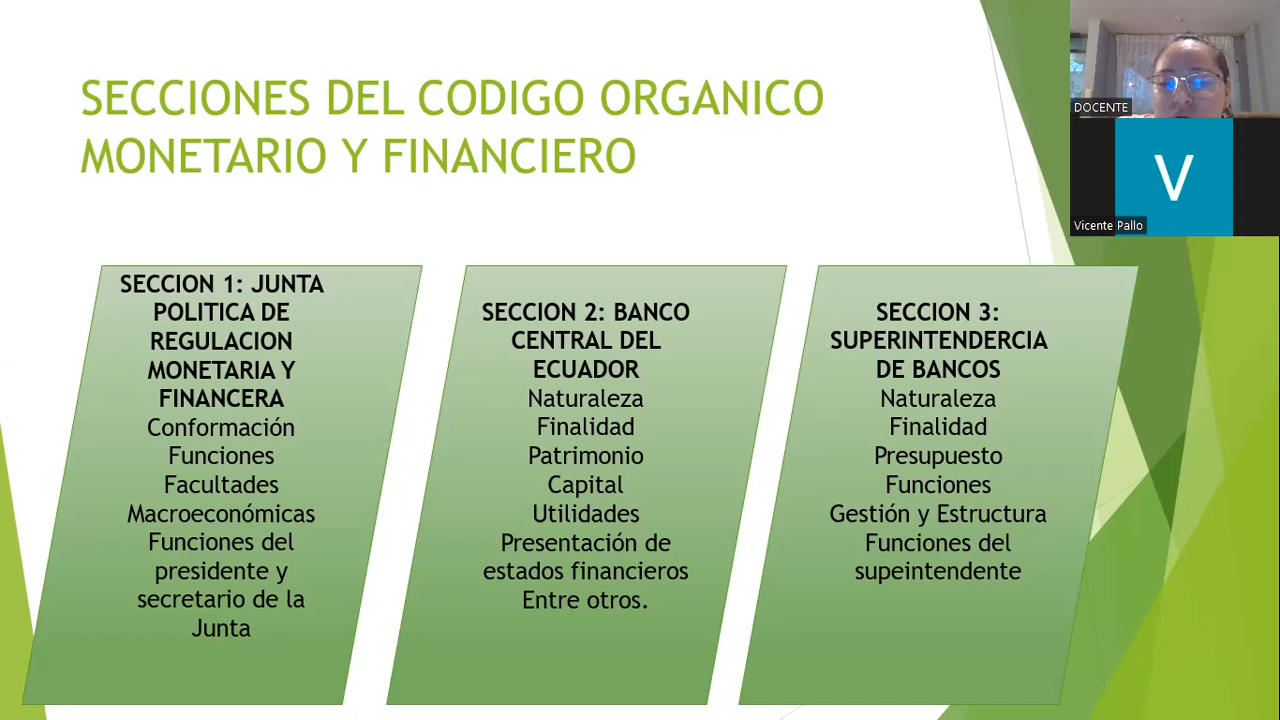 SECCIONES DEL CODIGO ORGANICO
MONETARIO Y FINANCIERO
SECCION 1: JUNTA
POLITICA DE
REGULACION
MONETARIA Y
FINANCERA
Conformación
Funciones
Facultades
Macroeconómicas
Funciones del
presidente y
secretario de la
Junta
SECCION 2: BANCO
CENTRAL DEL
ECUADOR
Naturaleza
Finalidad
Patrimonio
Capital
Utilidades
Presentación de
estados financieros
Entre otros.
SECCION 3:
SUPERINTENDERCIA
DE BANCOS
Naturaleza
Finalidad
Presupuesto
Funciones
Gestión y Estructura
Funciones del
supeintendente
DOCENTE
V
Vicente Pallo